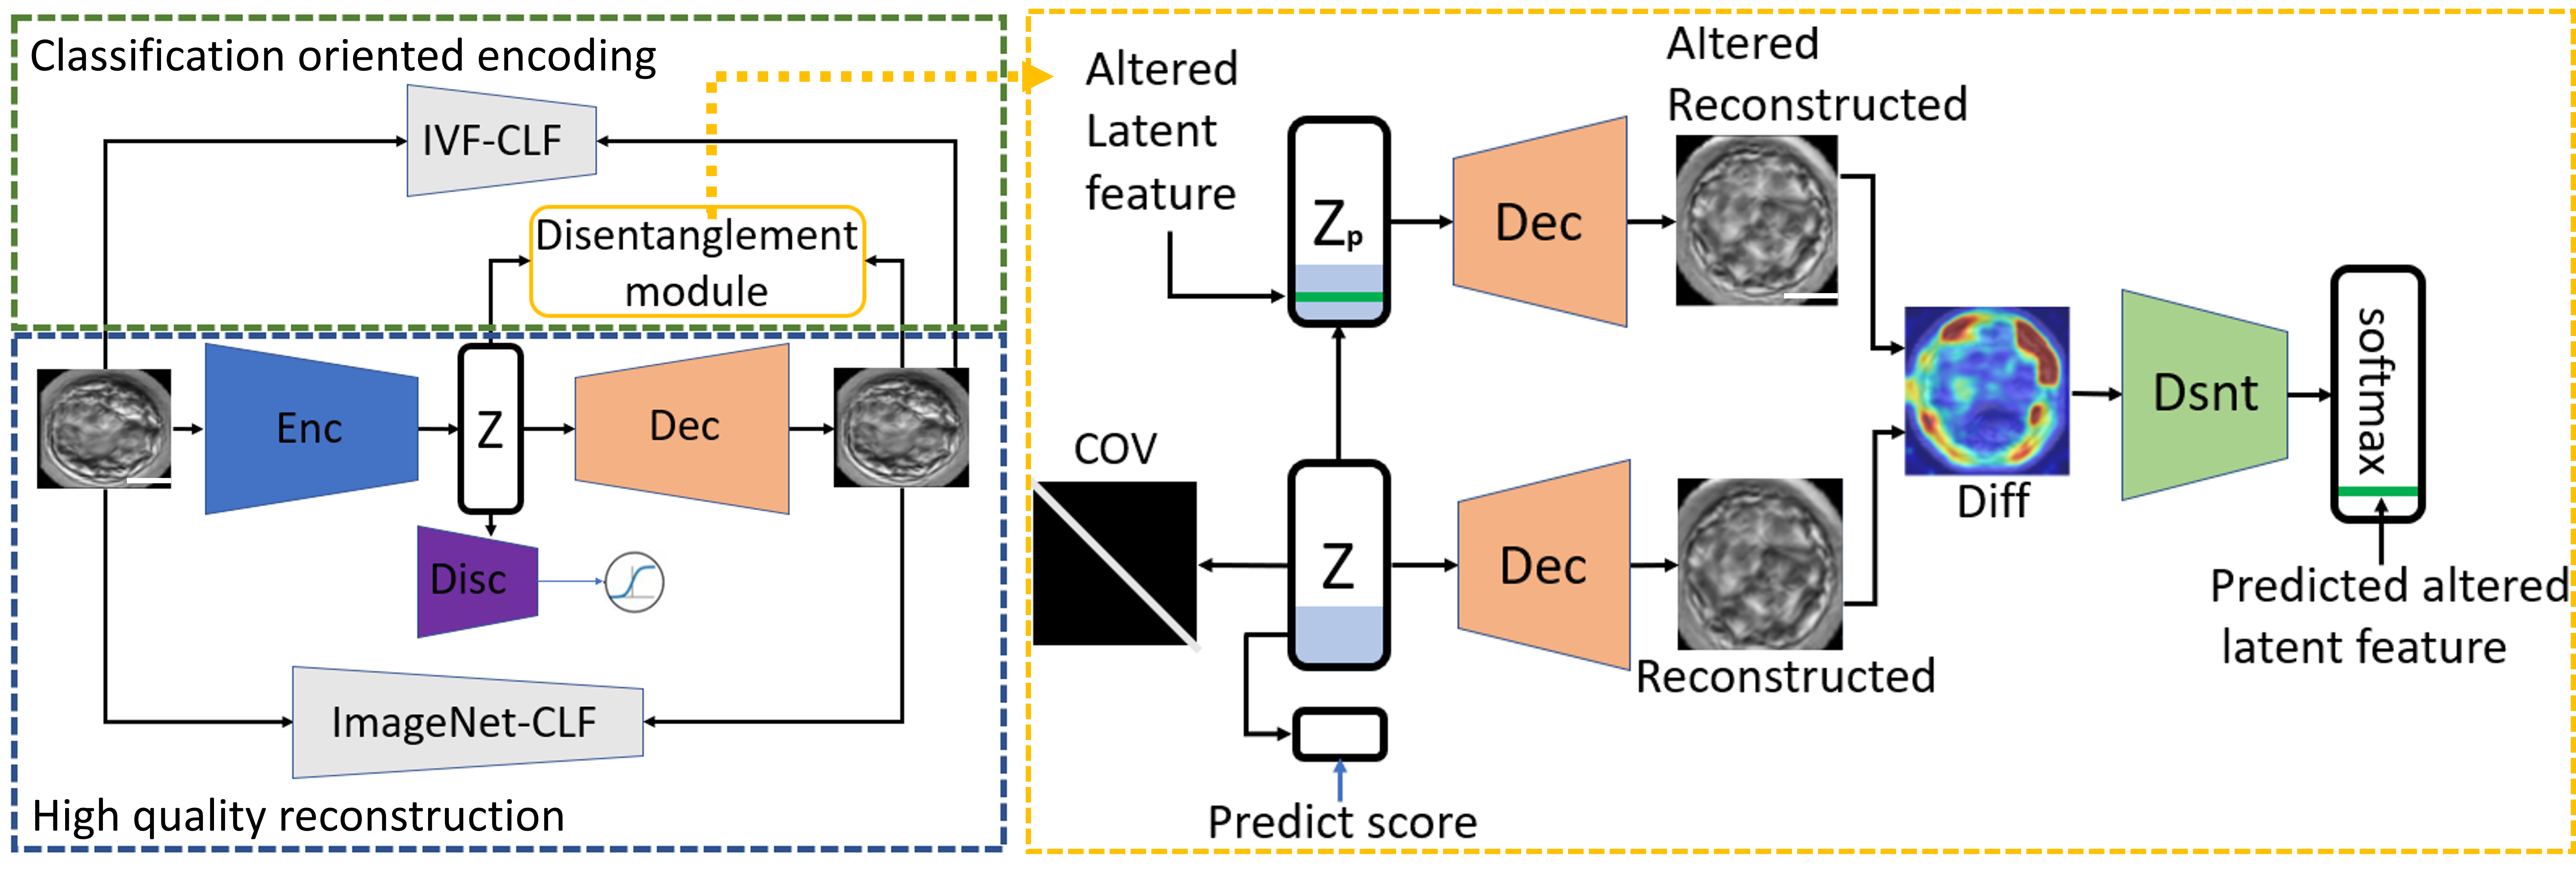 Classification oriented encoding
IVF-CLF
Disentanglement
module
Enc
Z
Dec
Disc
ImageNet-CLF
High quality reconstruction
Altered
Latent
feature
Zp
Dec
Altered
Reconstructed
COV
Z
Dec
Reconstructed
Predict score
Diff
Dsnt
softmax
Predicted altered
latent feature